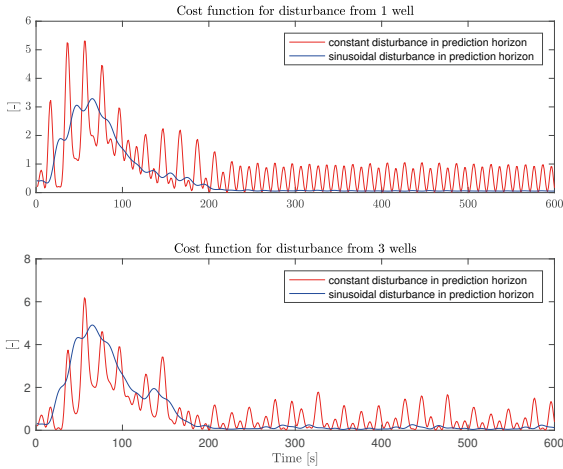 Cost function for disturbance from 1 well
6
5
4
3
2
1
0
[-]
constant disturbance in prediction horizon
sinusoidal disturbance in prediction horizon
0 100 200 300 400 500 600
Cost function for disturbance from 3 wells
8
6
4
2
0
[-]
constant disturbance in prediction horizon
sinusoidal disturbance in prediction horizon
0 100 200 300 400 500 600
Time [s]